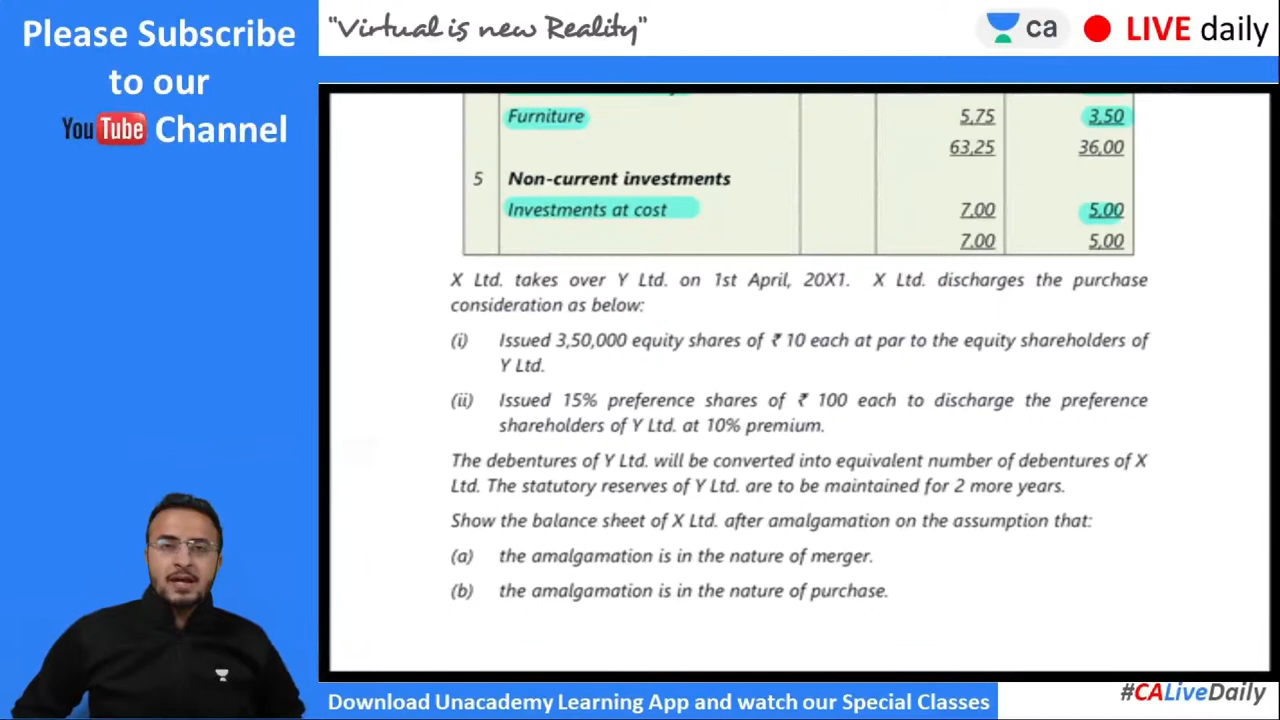 Please Subscribe
to our
YouTube Channel
"Virtual is new Reality"
ca
LIVE daily
Furniture 5,75 3,50
63,25 36,00
5 Non-current investments
Investments at cost 7,00 5,00
7,00 5,00
X Ltd. takes over Y Ltd. on 1st April, 20X1. X Ltd. discharges the purchase
consideration as below:
(i) Issued 3,50,000 equity shares of ₹ 10 each at par to the equity shareholders of
Y Ltd.
(ii) Issued 15% preference shares of ₹ 100 each to discharge the preference
shareholders of Y Ltd. at 10% premium.
The debentures of Y Ltd. will be converted into equivalent number of debentures of X
Ltd. The statutory reserves of Y Ltd. are to be maintained for 2 more years.
Show the balance sheet of X Ltd. after amalgamation on the assumption that:
(a) the amalgamation is in the nature of merger.
(b) the amalgamation is in the nature of purchase.
Download Unacademy Learning App and watch our Special Classes
#CALiveDaily